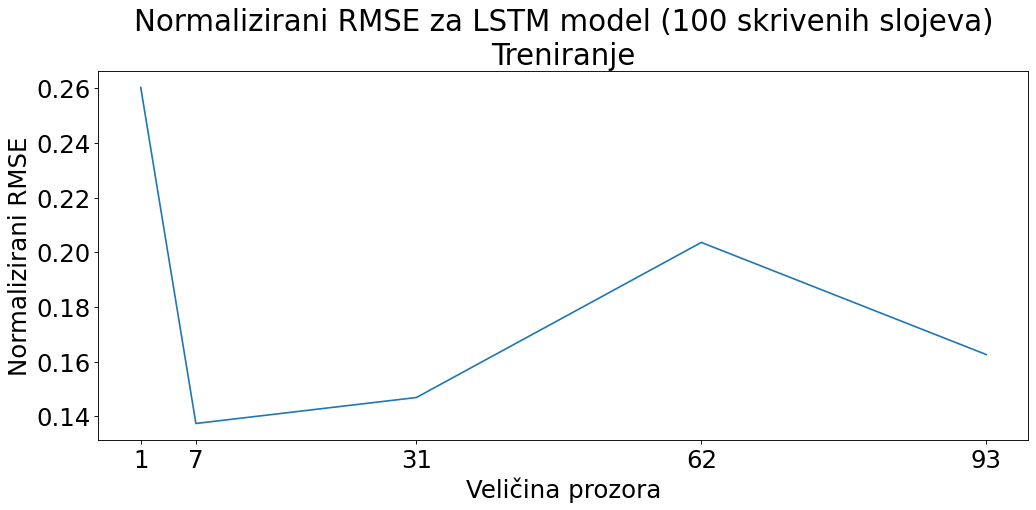 Normalizirani RMSE za LSTM model (100 skrivenih slojeva)
Treniranje
Normalizirani RMSE
0.26
0.24
0.22
0.20
0.18
0.16
0.14
1 7 31 62 93
Veličina prozora